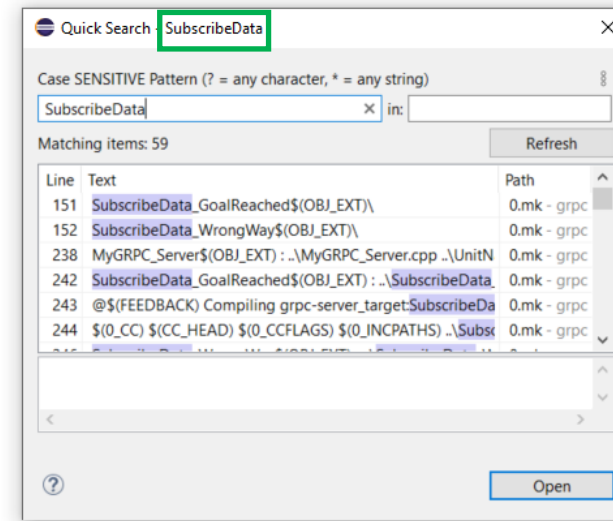 Quick Search - SubscribeData
Case SENSITIVE Pattern (? = any character, * = any string)
SubscribeData in:
Matching items: 59 Refresh
Line Text Path
151 SubscribeData_GoalReached$(OBJ_EXT)\ 0.mk - grpc
152 SubscribeData_WrongWay$(OBJ_EXT)\ 0.mk - grpc
238 MyGRPC_Server$(OBJ_EXT) : ..\MyGRPC_Server.cpp ..\UnitN 0.mk - grpc
242 SubscribeData_GoalReached$(OBJ_EXT) : ..\SubscribeData_ 0.mk - grpc
243 @$(FEEDBACK) Compiling grpc-server_target:SubscribeDa 0.mk - grpc
244 $(0_CC) $(CC_HEAD) $(0_CCFLAGS) $(0_INCPATHS) ..\Subsc 0.mk - grpc
Open